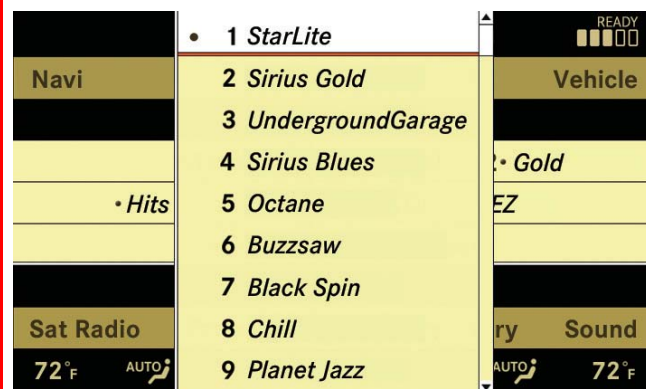 READY
1 StarLite
Navi 2 Sirius Gold Vehicle
3 UndergroundGarage
4 Sirius Blues • Gold
• Hits 5 Octane EZ
6 Buzzsaw
7 Black Spin
Sat Radio 8 Chill ry Sound
72°F AUTO 9 Planet Jazz AUTO 72°F